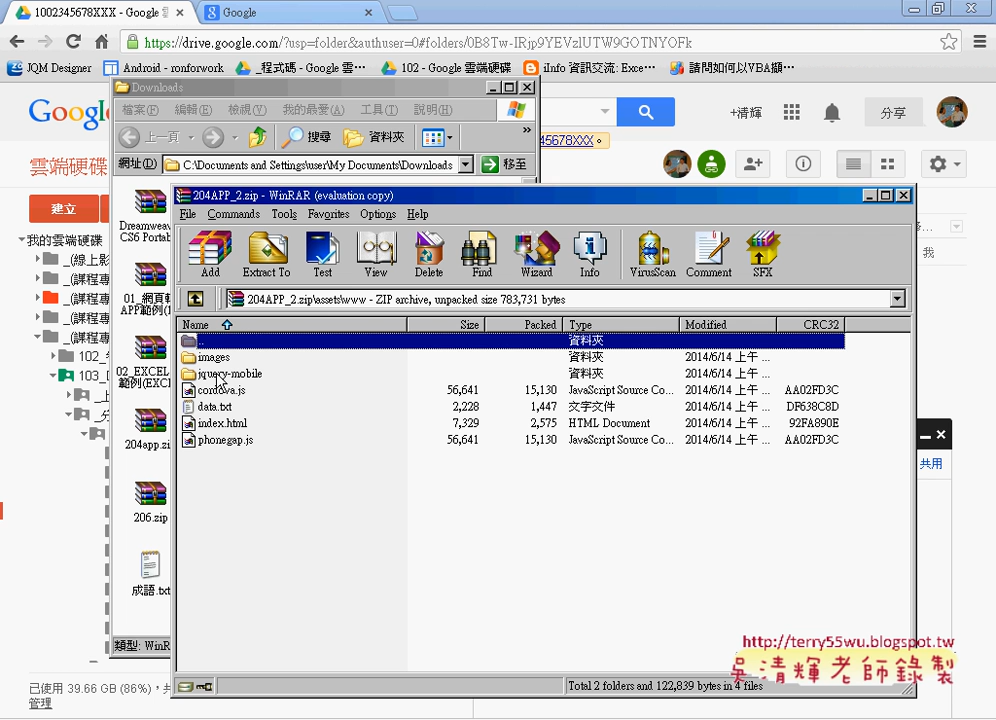 1002345678XXX - Google
Google
https://drive.google.com/?usp=folder&authuser=0#folders/0B8Tw-IRjp9YEVzlUTW9GOTNYOFk
JQM Designer
Android - ronforwork
_程式碼 - Google 雲…
102 - Google 雲端硬碟
iInfo 資訊交流: Exce…
請問如何以VBA擷…
Downloads
檔案(F) 編輯(E) 檢視(V) 我的最愛(A) 工具(T) 說明(H)
上一頁 搜尋 資料夾
網址(D) C:\Documents and Settings\user\My Documents\Downloads 移至
45678XXX。
+清輝
分享
雲端硬碟
建立
我的雲端硬碟
_(線上影
_(課程專
_(課程專
_(課程專
_(課程專
102_
103_
Dreamweav
CS6 Portab
01_網頁
APP範例(
02_EXCEL
範例(EXC
204app.zi
206.zip
成語.txt
類型: WinR
204APP_2.zip - WinRAR (evaluation copy)
File Commands Tools Favorites Options Help
Add Extract To Test View Delete Find Wizard Info VirusScan Comment SFX
204APP_2.zip\assets\www - ZIP archive, unpacked size 783,731 bytes
Name Size Packed Type Modified CRC32
.. 資料夾
images 資料夾 2014/6/14 上午 ...
jquery-mobile 資料夾 2014/6/14 上午 ...
cordova.js 56,641 15,130 JavaScript Source Co... 2014/6/14 上午 ... AA02FD3C
data.txt 2,228 1,447 文字文件 2014/6/14 上午 ... DF638C8D
index.html 7,329 2,575 HTML Document 2014/6/14 上午 ... 92FA890E
phonegap.js 56,641 15,130 JavaScript Source Co... 2014/6/14 上午 ... AA02FD3C
我
共用
Total 2 folders and 122,839 bytes in 4 files
http://terry55wu.blogspot.tw
吳清輝老師錄製
已使用 39.66 GB (86%)，
管理